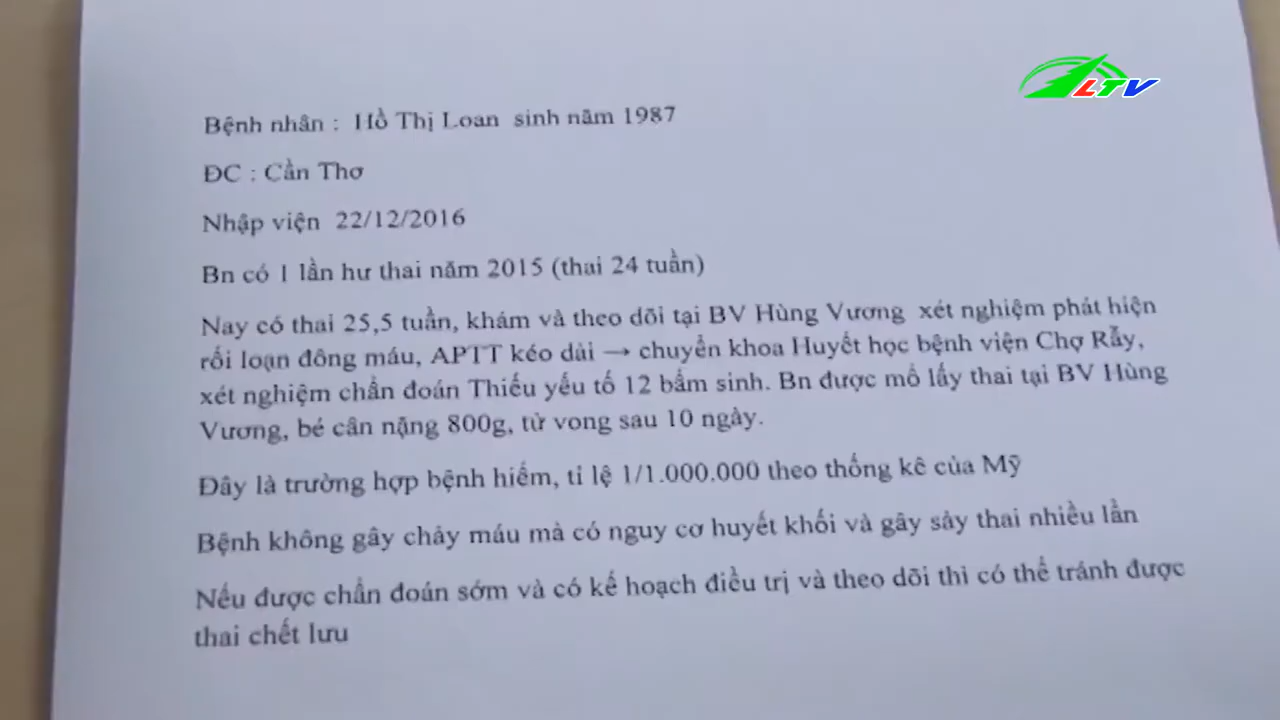 LTV
Bệnh nhân : Hồ Thị Loan sinh năm 1987
ĐC : Cần Thơ
Nhập viện 22/12/2016
Bn có 1 lần hư thai năm 2015 (thai 24 tuần)
Nay có thai 25,5 tuần, khám và theo dõi tại BV Hùng Vương xét nghiệm phát hiện
rối loạn đông máu, APTT kéo dài → chuyển khoa Huyết học bệnh viện Chợ Rẫy,
xét nghiệm chẩn đoán Thiếu yếu tố 12 bẩm sinh. Bn được mổ lấy thai tại BV Hùng
Vương, bé cân nặng 800g, tử vong sau 10 ngày.
Đây là trường hợp bệnh hiếm, tỉ lệ 1/1.000.000 theo thống kê của Mỹ
Bệnh không gây chảy máu mà có nguy cơ huyết khối và gây sảy thai nhiều lần
Nếu được chẩn đoán sớm và có kế hoạch điều trị và theo dõi thì có thể tránh được
thai chết lưu